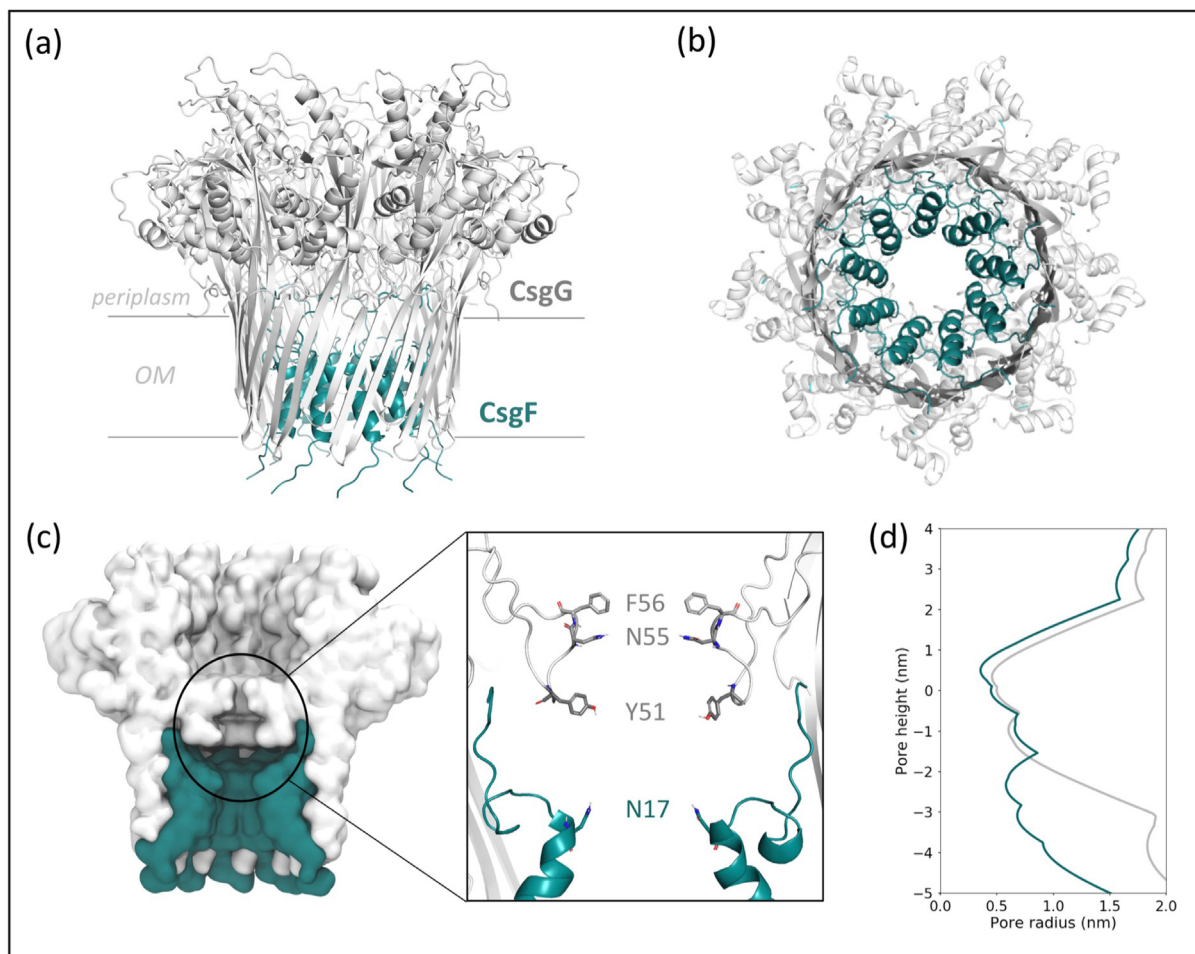 (a)
periplasm
CsgG
OM
CsgF
(b)
(c)
F56
N55
Y51
N17
(d)
Pore height (nm)
4
3
2
1
0
−1
−2
−3
−4
−5
0.0 0.5 1.0 1.5 2.0
Pore radius (nm)